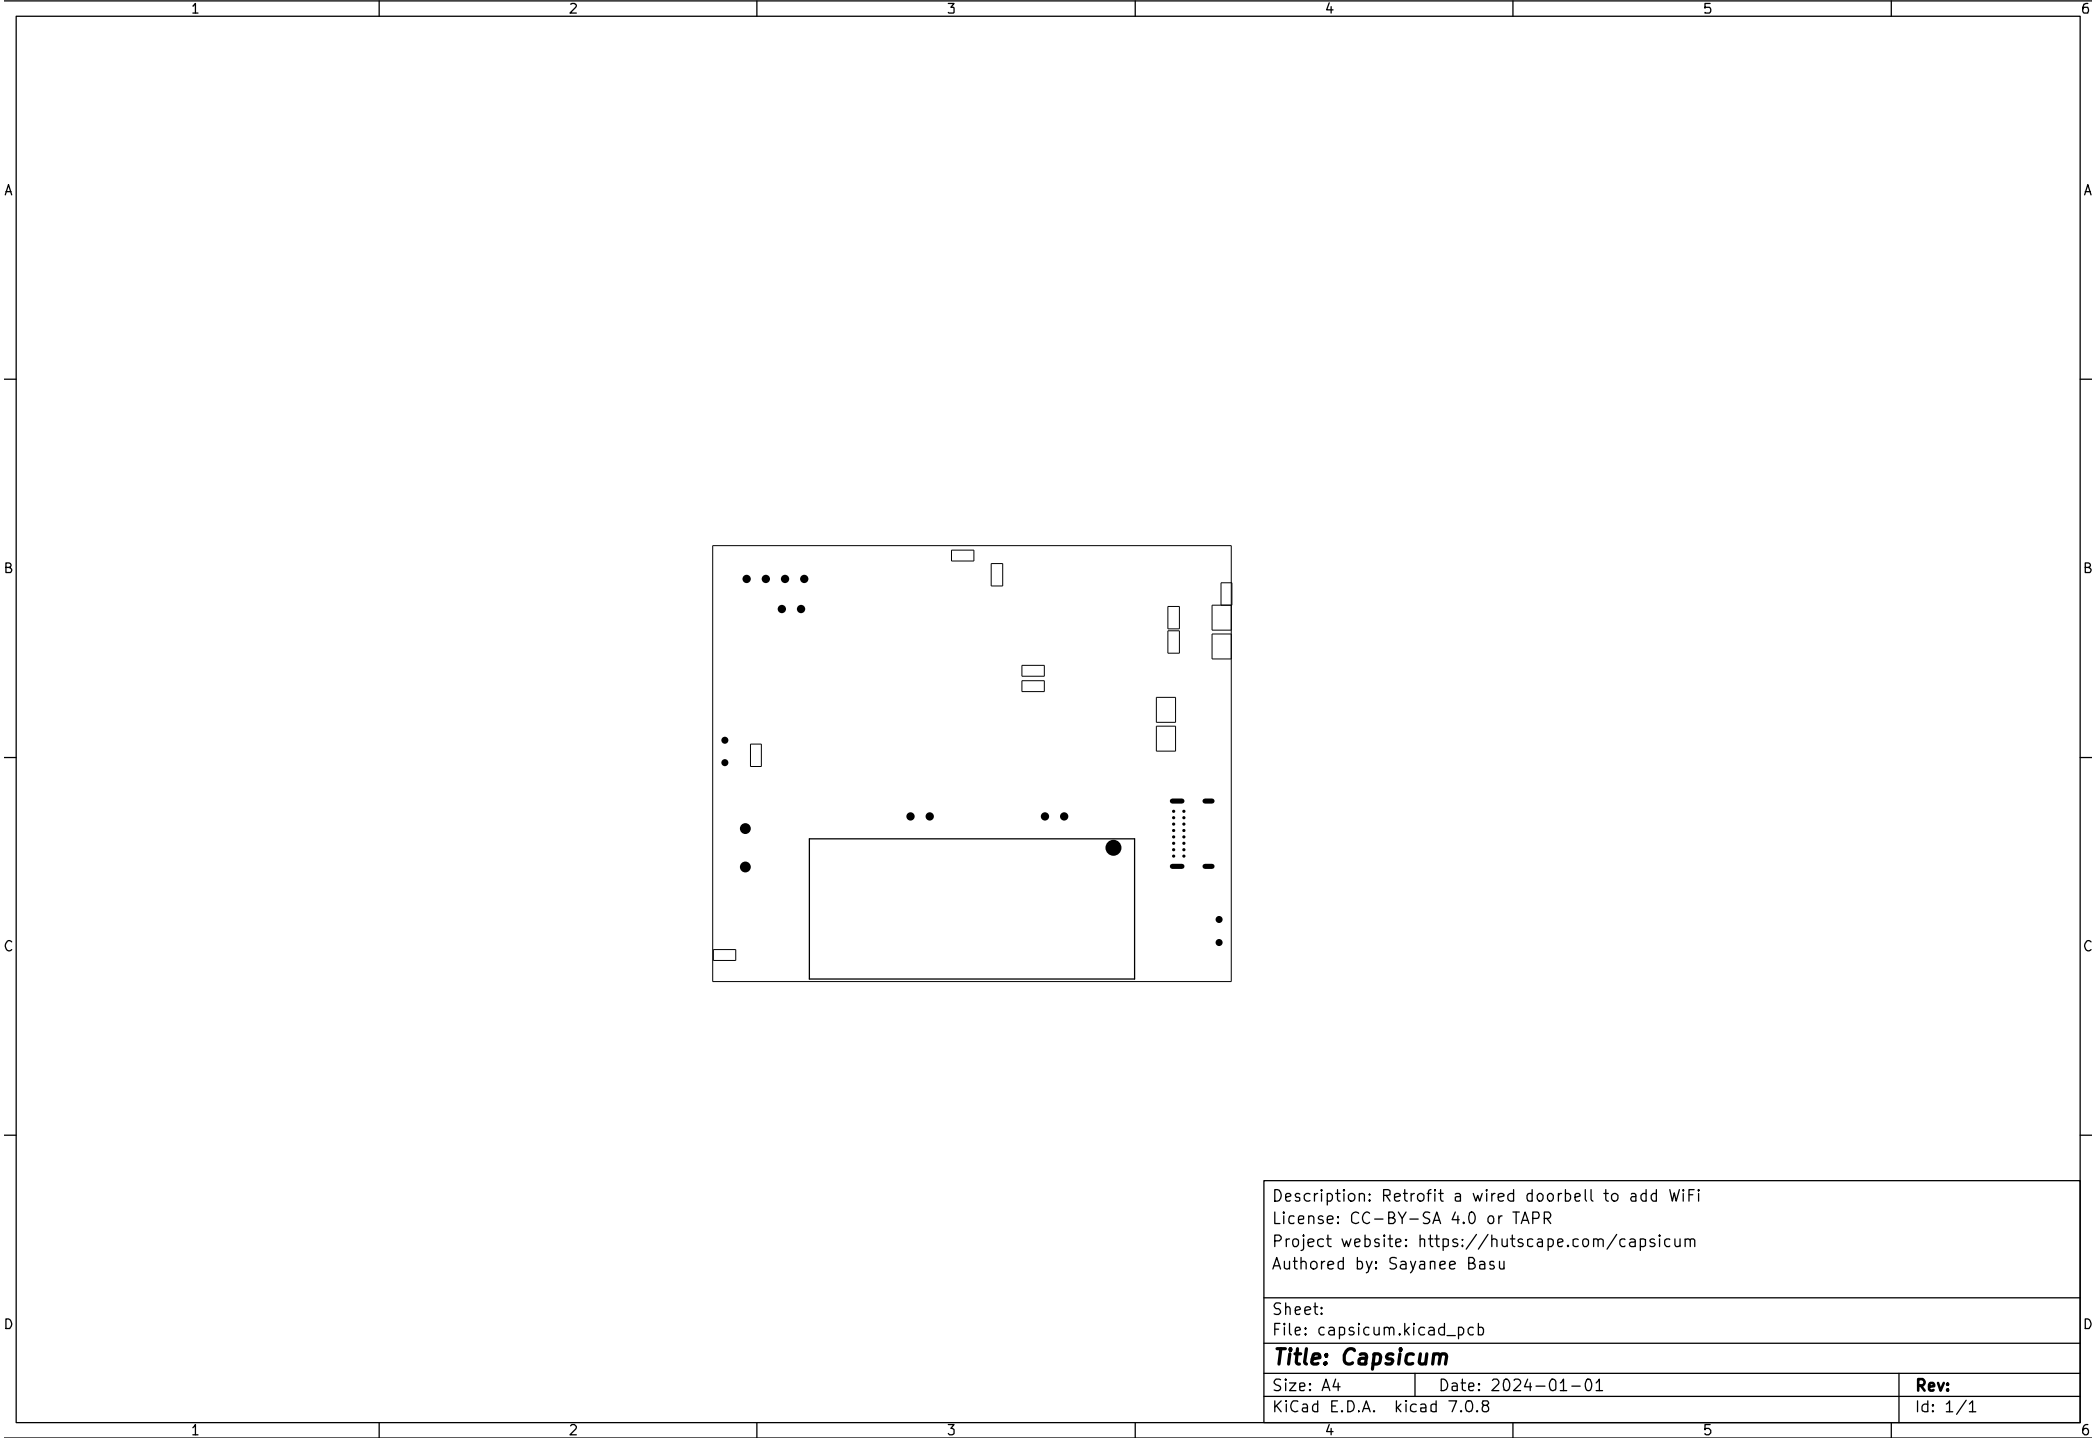 1 2 3 4 5 6
A A
B B
C C
Description: Retrofit a wired doorbell to add WiFi
License: CC-BY-SA 4.0 or TAPR
Project website: https://hutscape.com/capsicum
Authored by: Sayanee Basu
Sheet:
D D
File: capsicum.kicad_pcb
Title: Capsicum
Size: A4 Date: 2024-01-01 Rev:
KiCad E.D.A. kicad 7.0.8 Id: 1/1
1 2 3 4 5 6